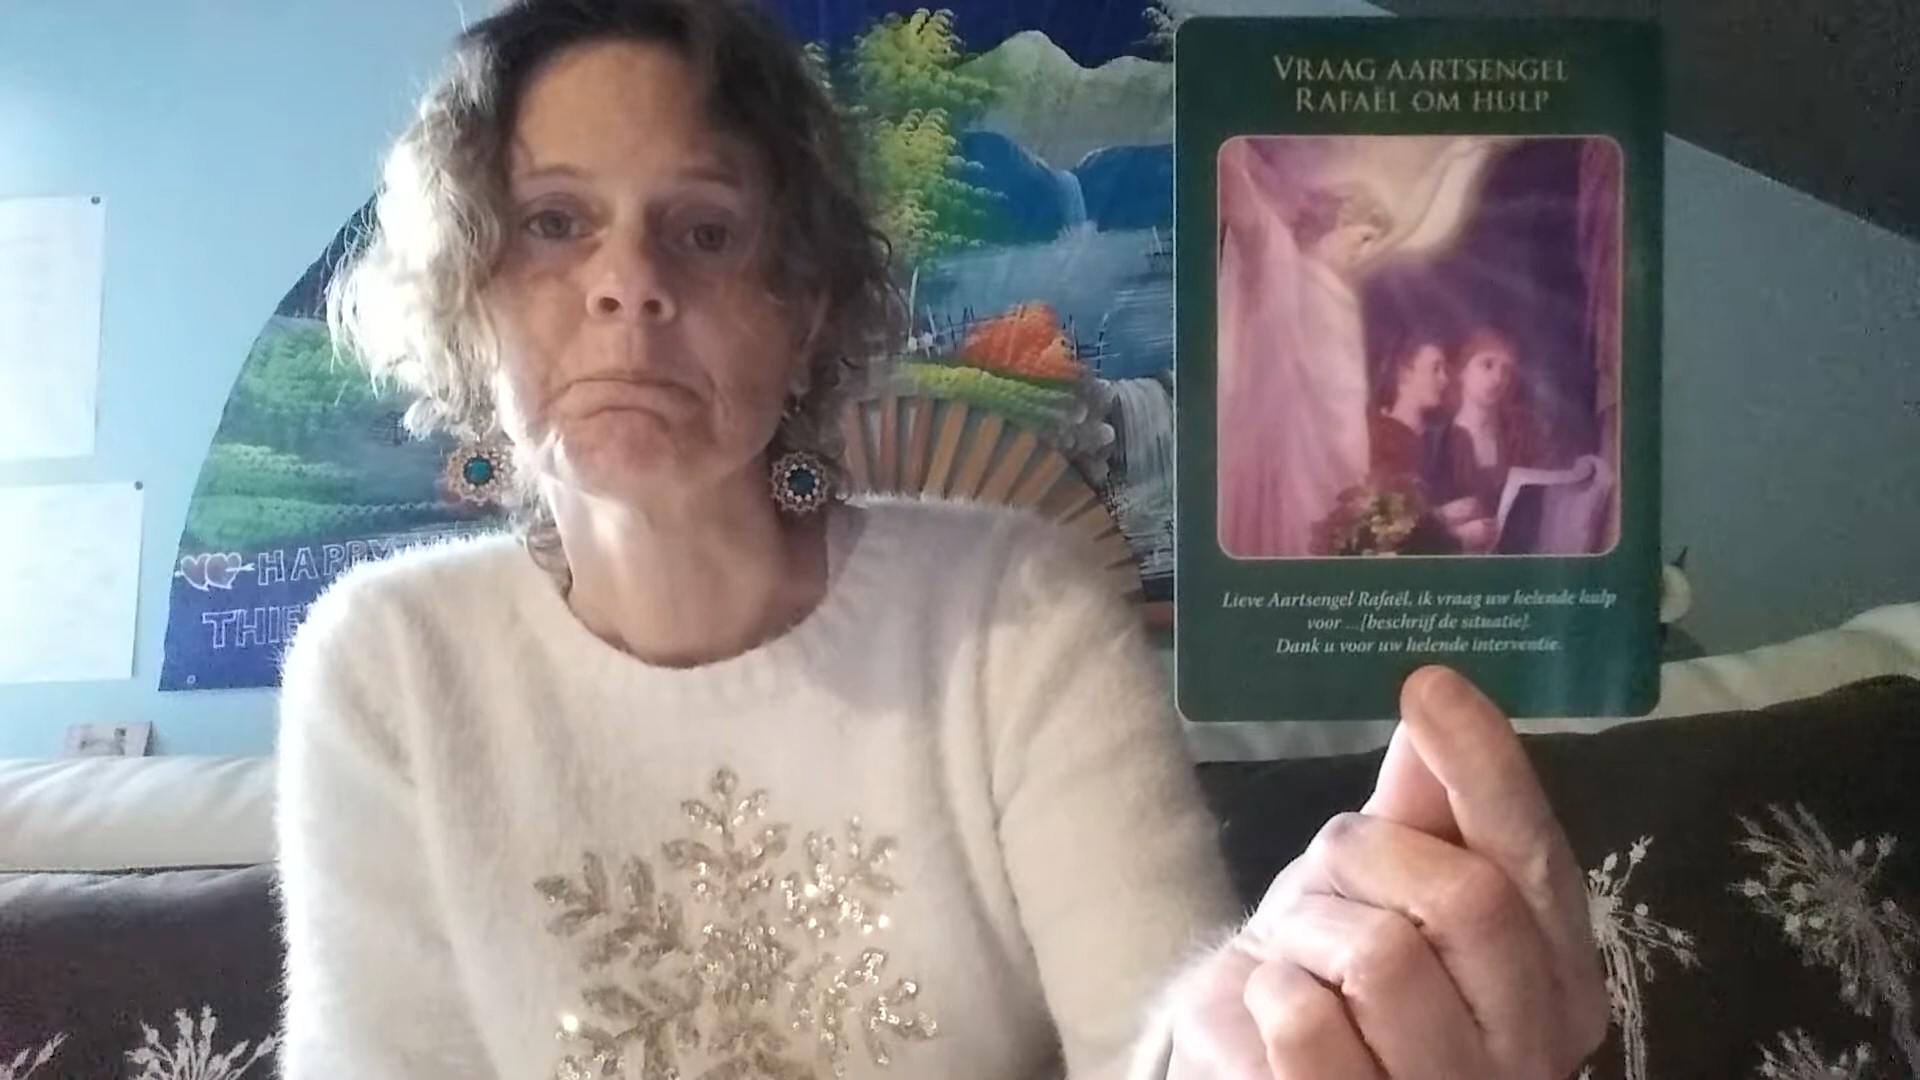 VRAAG AARTSENGEL
RAFAËL OM HULP
Lieve Aartsengel Rafaël, ik vraag uw helende hulp
voor ...[beschrijf de situatie].
Dank u voor uw helende interventie.
HAPPY